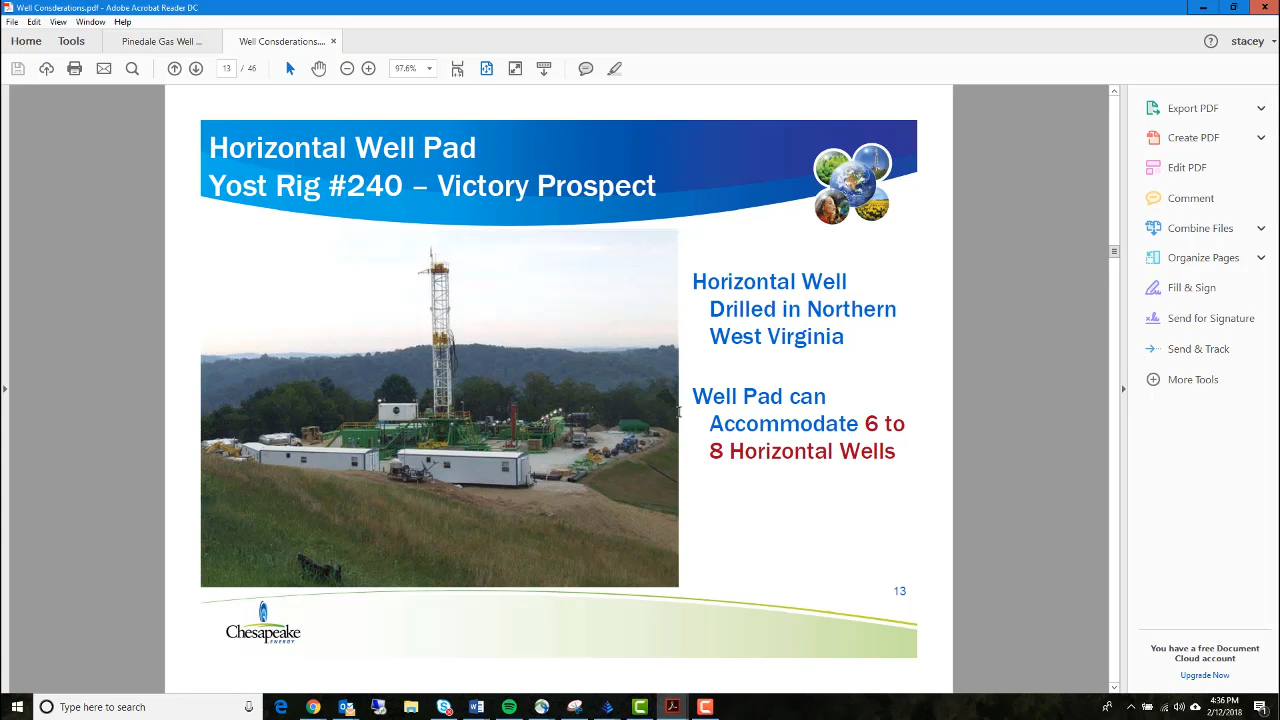 Well Considerations.pdf - Adobe Acrobat Reader DC
File Edit View Window Help
Home Tools Pinedale Gas Well ... Well Considerations.... × stacey
13 / 46 97.6%
Horizontal Well Pad
Yost Rig #240 – Victory Prospect
Horizontal Well
Drilled in Northern
West Virginia
Well Pad can
Accommodate 6 to
8 Horizontal Wells
13
Chesapeake
ENERGY
Export PDF
Create PDF
Edit PDF
Comment
Combine Files
Organize Pages
Fill & Sign
Send for Signature
Send & Track
More Tools
You have a free Document
Cloud account
Upgrade Now
Type here to search
4:36 PM
2/12/2018